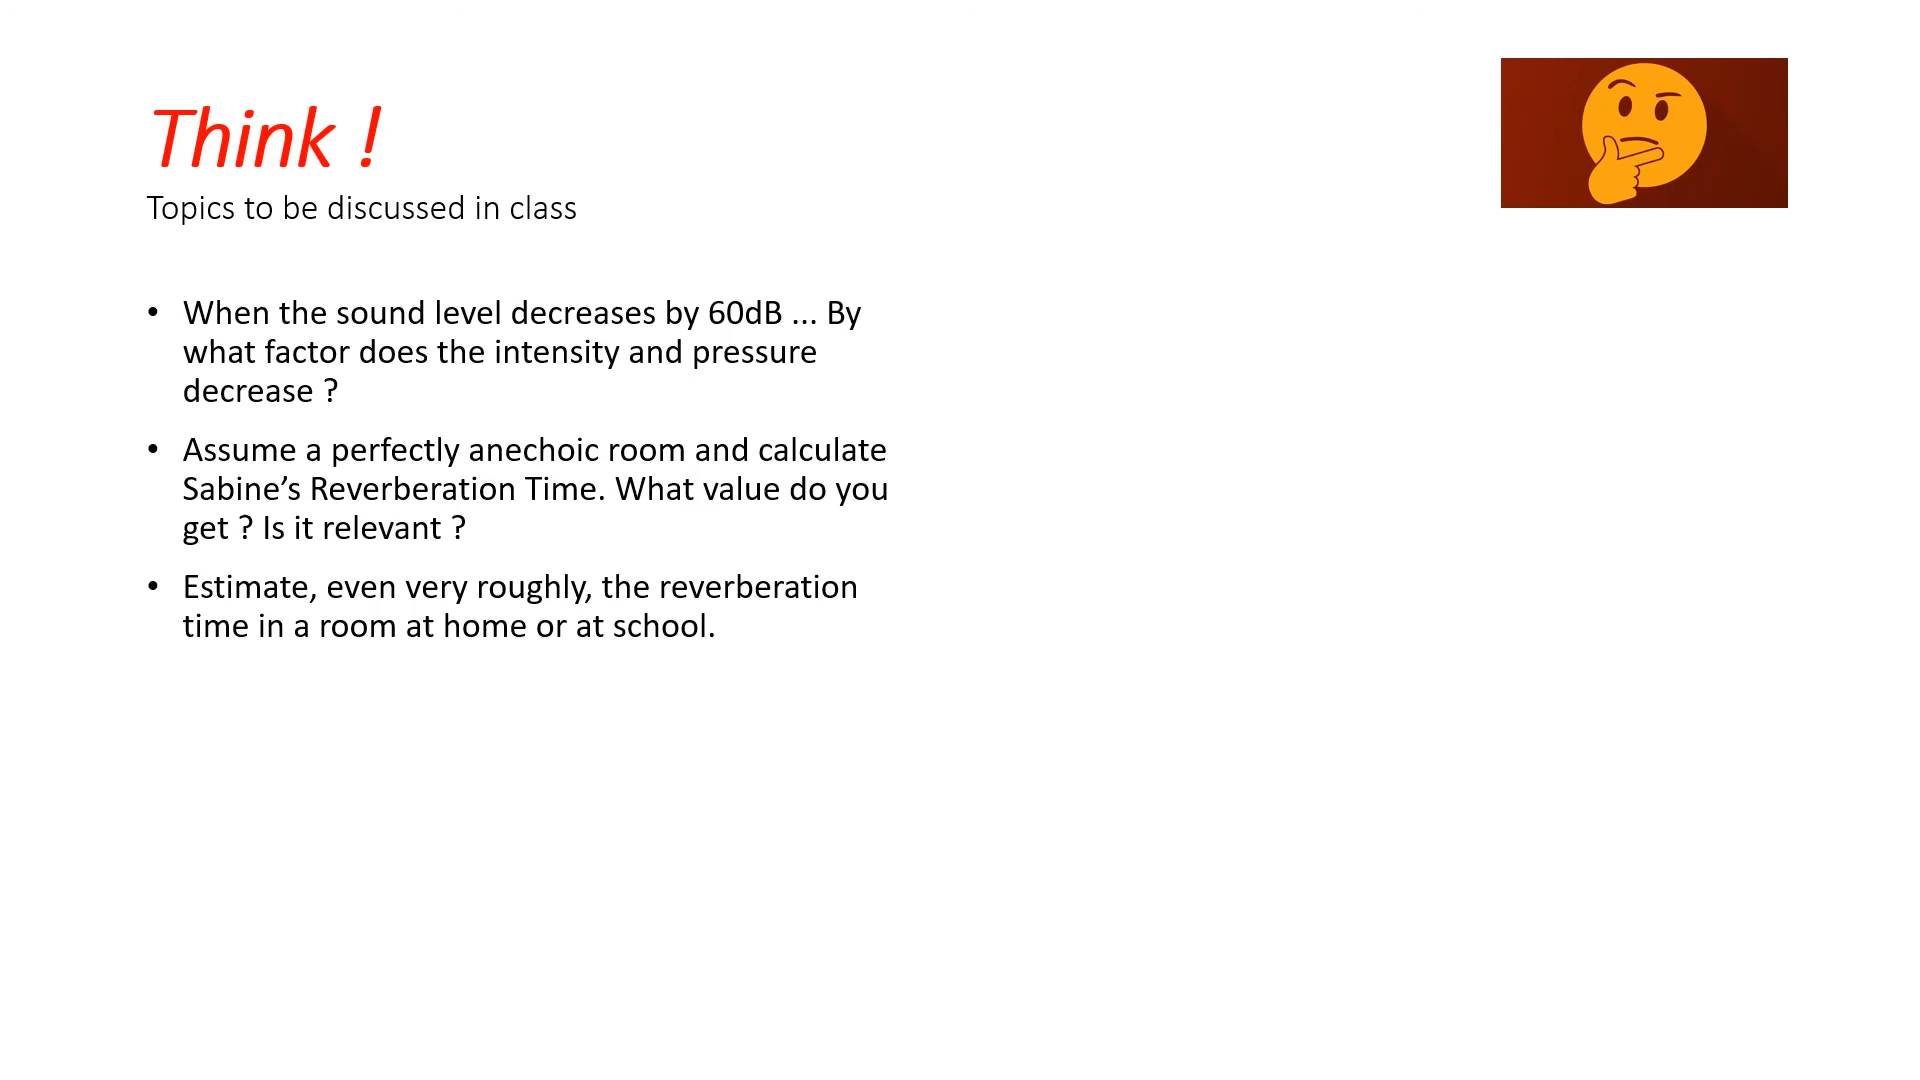 Think !
Topics to be discussed in class
• When the sound level decreases by 60dB ... By
what factor does the intensity and pressure
decrease ?
• Assume a perfectly anechoic room and calculate
Sabine’s Reverberation Time. What value do you
get ? Is it relevant ?
• Estimate, even very roughly, the reverberation
time in a room at home or at school.